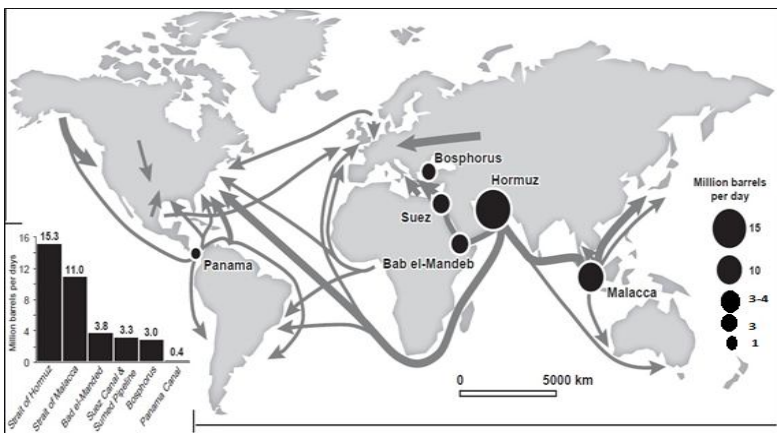 Bosphorus
Hormuz
Suez
Bab el-Mandeb
Malacca
Panama
Million barrels
per day
15
10
3-4
3
1
0
5000 km
Million barrels per days
16
12
8
4
0
15.3
11.0
3.8
3.3
3.0
0.4
Strait of Hormuz
Strait of Malacca
Bad el-Manded
Suez Canal &
Sumed Pipeline
Bosphorus
Panama Canal